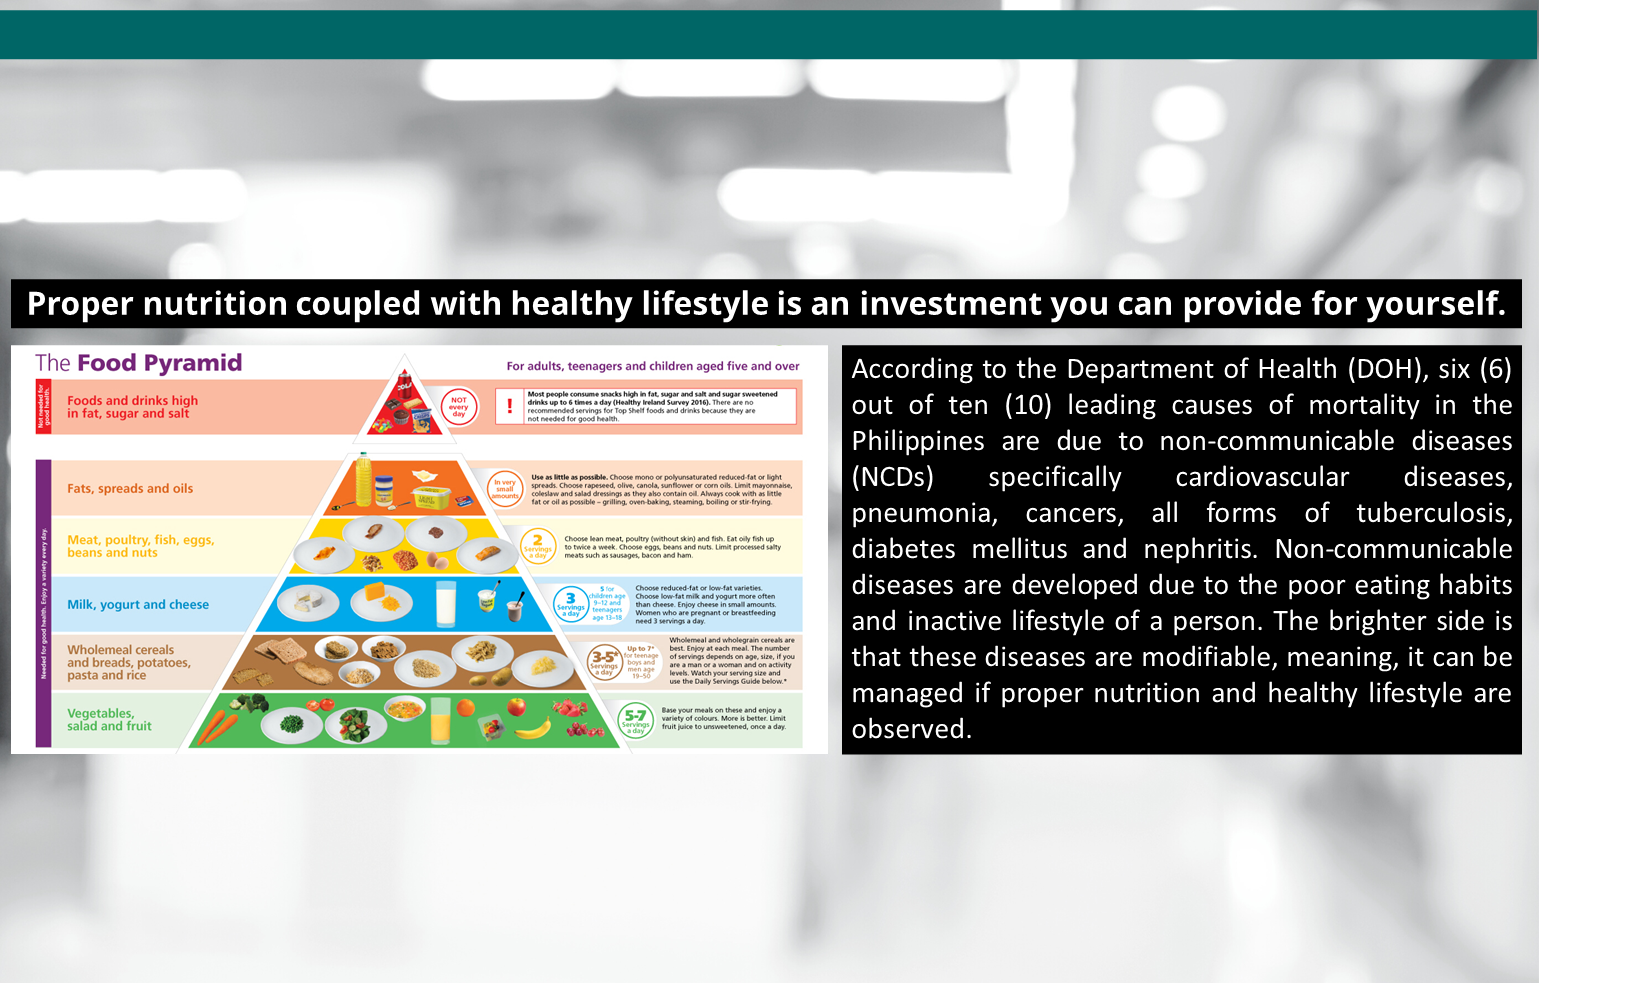 Proper nutrition coupled with healthy lifestyle is an investment you can provide for yourself.
The Food Pyramid
For adults, teenagers and children aged five and over
Not needed for
good health.
Foods and drinks high
in fat, sugar and salt
NOT
every
day
!
Most people consume snacks high in fat, sugar and salt and sugar sweetened
drinks up to 6 times a day (Healthy Ireland Survey 2016). There are no
recommended servings for Top Shelf foods and drinks because they are
not needed for good health.
Needed for good health. Enjoy a variety every day.
Fats, spreads and oils
In very
small
amounts
Use as little as possible. Choose mono or polyunsaturated reduced-fat or light
spreads. Choose rapeseed, olive, canola, sunflower or corn oils. Limit mayonnaise,
coleslaw and salad dressings as they also contain oil. Always cook with as little
fat or oil as possible – grilling, oven-baking, steaming, boiling or stir-frying.
Meat, poultry, fish, eggs,
beans and nuts
2
Servings
a day
Choose lean meat, poultry (without skin) and fish. Eat oily fish up
to twice a week. Choose eggs, beans and nuts. Limit processed salty
meats such as sausages, bacon and ham.
Milk, yogurt and cheese
3
Servings
a day
5 for
children age
9–12 and
teenagers
age 13–18
Choose reduced-fat or low-fat varieties.
Choose low-fat milk and yogurt more often
than cheese. Enjoy cheese in small amounts.
Women who are pregnant or breastfeeding
need 3 servings a day.
Wholemeal cereals
and breads, potatoes,
pasta and rice
3-5*
Servings
a day
Up to 7*
for teenage
boys and
men age
19–50
Wholemeal and wholegrain cereals are
best. Enjoy at each meal. The number
of servings depends on age, size, if you
are a man or a woman and on activity
levels. Watch your serving size and
use the Daily Servings Guide below.*
Vegetables,
salad and fruit
5-7
Servings
a day
Base your meals on these and enjoy a
variety of colours. More is better. Limit
fruit juice to unsweetened, once a day.
According to the Department of Health (DOH), six (6)
out of ten (10) leading causes of mortality in the
Philippines are due to non-communicable diseases
(NCDs) specifically cardiovascular diseases,
pneumonia, cancers, all forms of tuberculosis,
diabetes mellitus and nephritis. Non-communicable
diseases are developed due to the poor eating habits
and inactive lifestyle of a person. The brighter side is
that these diseases are modifiable, meaning, it can be
managed if proper nutrition and healthy lifestyle are
observed.